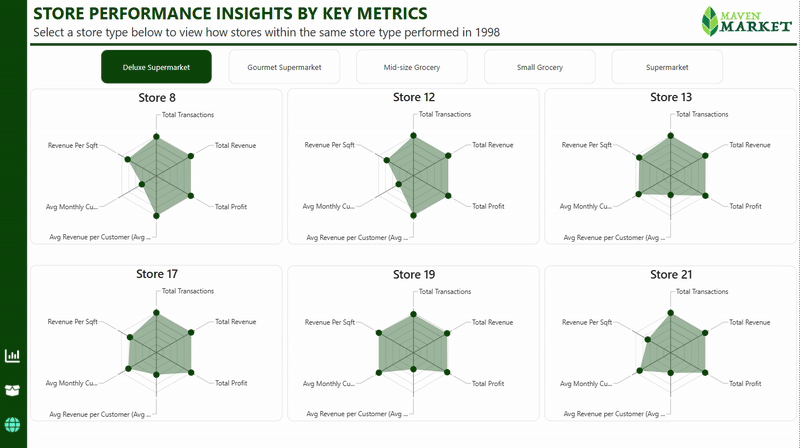 STORE PERFORMANCE INSIGHTS BY KEY METRICS
Select a store type below to view how stores within the same store type performed in 1998
MAVEN
MARKET
Deluxe Supermarket
Gourmet Supermarket
Mid-size Grocery
Small Grocery
Supermarket
Store 8
Total Transactions
Revenue Per Sqft
Total Revenue
Avg Monthly Cu...
Total Profit
Avg Revenue per Customer (Avg ...
Store 12
Total Transactions
Revenue Per Sqft
Total Revenue
Avg Monthly Cu...
Total Profit
Avg Revenue per Customer (Avg ...
Store 13
Total Transactions
Revenue Per Sqft
Total Revenue
Avg Monthly Cu...
Total Profit
Avg Revenue per Customer (Avg ...
Store 17
Total Transactions
Revenue Per Sqft
Total Revenue
Avg Monthly Cu...
Total Profit
Avg Revenue per Customer (Avg ...
Store 19
Total Transactions
Revenue Per Sqft
Total Revenue
Avg Monthly Cu...
Total Profit
Avg Revenue per Customer (Avg ...
Store 21
Total Transactions
Revenue Per Sqft
Total Revenue
Avg Monthly Cu...
Total Profit
Avg Revenue per Customer (Avg ...